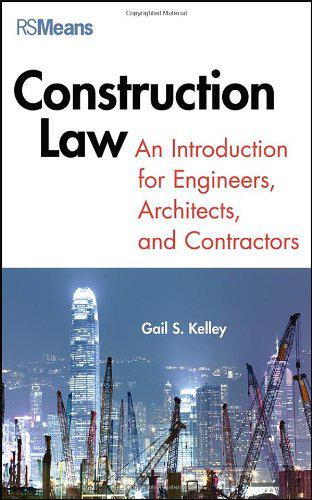 RSMeans
Construction
Law
An Introduction
for Engineers,
Architects,
and Contractors
Gail S. Kelley